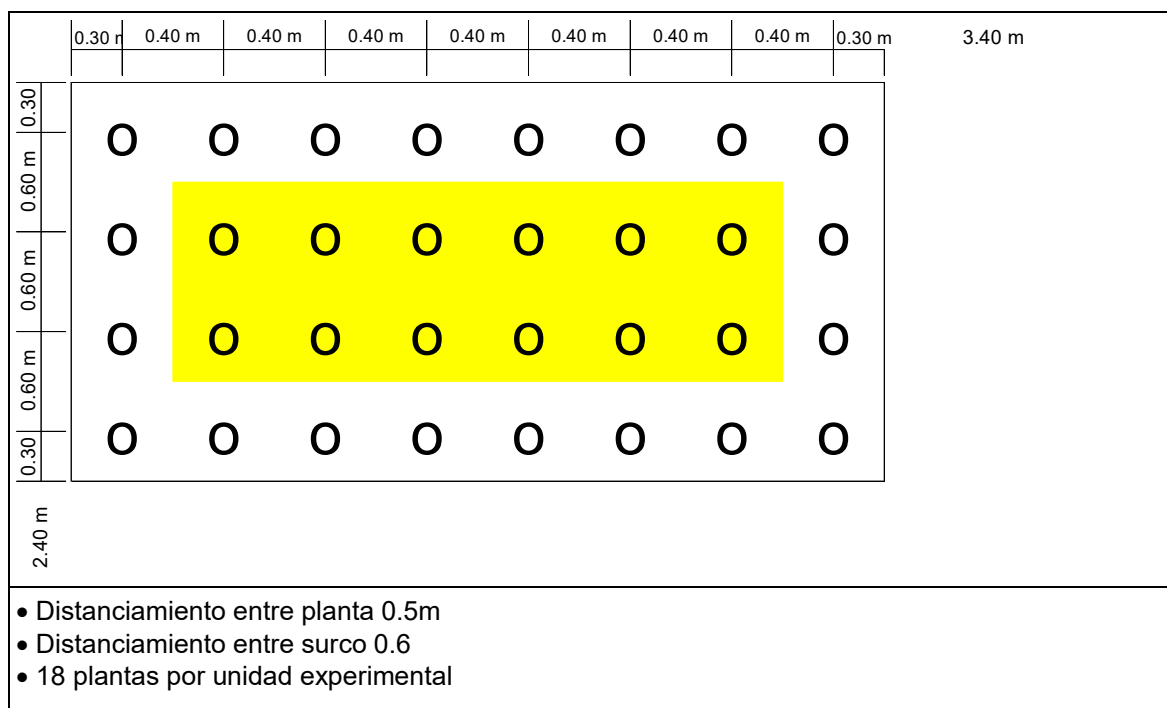 0.30 m 0.40 m 0.40 m 0.40 m 0.40 m 0.40 m 0.40 m 0.40 m 0.30 m 3.40 m
0.30
0.60 m
0.60 m
0.60 m
0.30
2.40 m
O O O O O O O O
O O O O O O O O
O O O O O O O O
O O O O O O O O
• Distanciamiento entre planta 0.5m
• Distanciamiento entre surco 0.6
• 18 plantas por unidad experimental